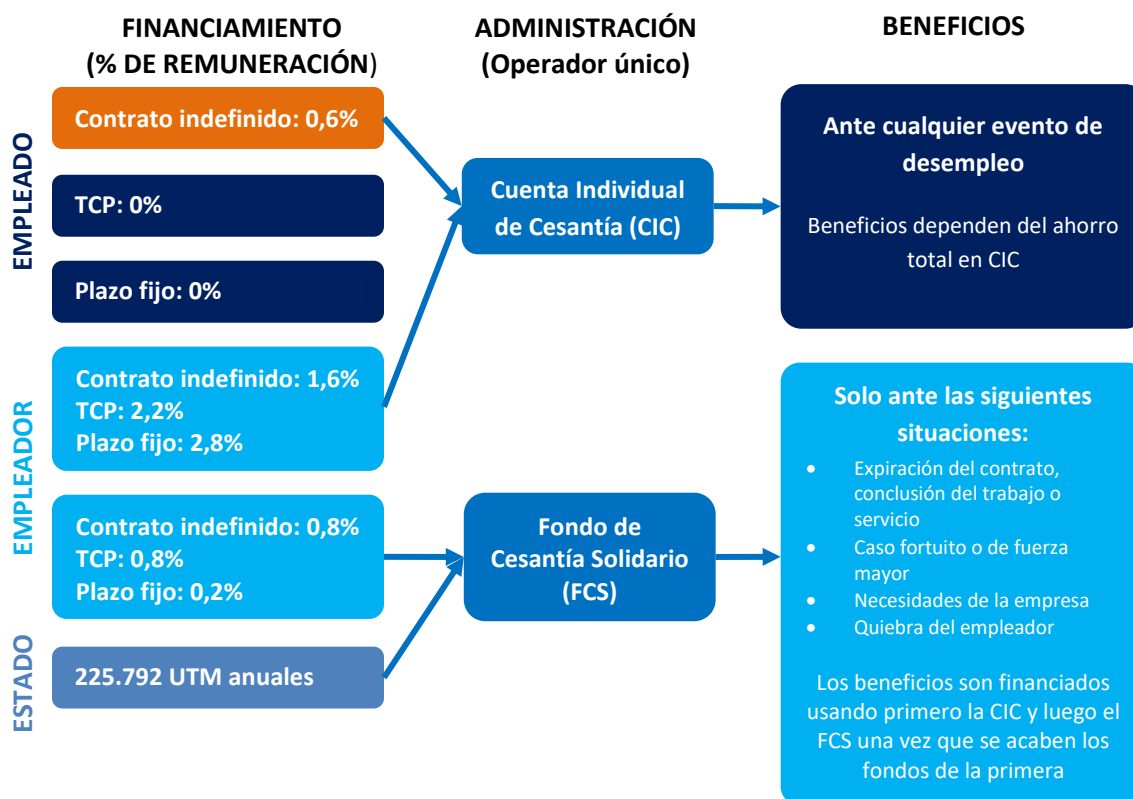 FINANCIAMIENTO
(% DE REMUNERACIÓN)
ADMINISTRACIÓN
(Operador único)
BENEFICIOS
EMPLEADO
Contrato indefinido: 0,6%
TCP: 0%
Plazo fijo: 0%
EMPLEADOR
Contrato indefinido: 1,6%
TCP: 2,2%
Plazo fijo: 2,8%
Contrato indefinido: 0,8%
TCP: 0,8%
Plazo fijo: 0,2%
ESTADO
225.792 UTM anuales
Cuenta Individual
de Cesantía (CIC)
Fondo de
Cesantía Solidario
(FCS)
Ante cualquier evento de
desempleo
Beneficios dependen del ahorro
total en CIC
Solo ante las siguientes
situaciones:
• Expiración del contrato,
conclusión del trabajo o
servicio
• Caso fortuito o de fuerza
mayor
• Necesidades de la empresa
• Quiebra del empleador
Los beneficios son financiados
usando primero la CIC y luego el
FCS una vez que se acaben los
fondos de la primera